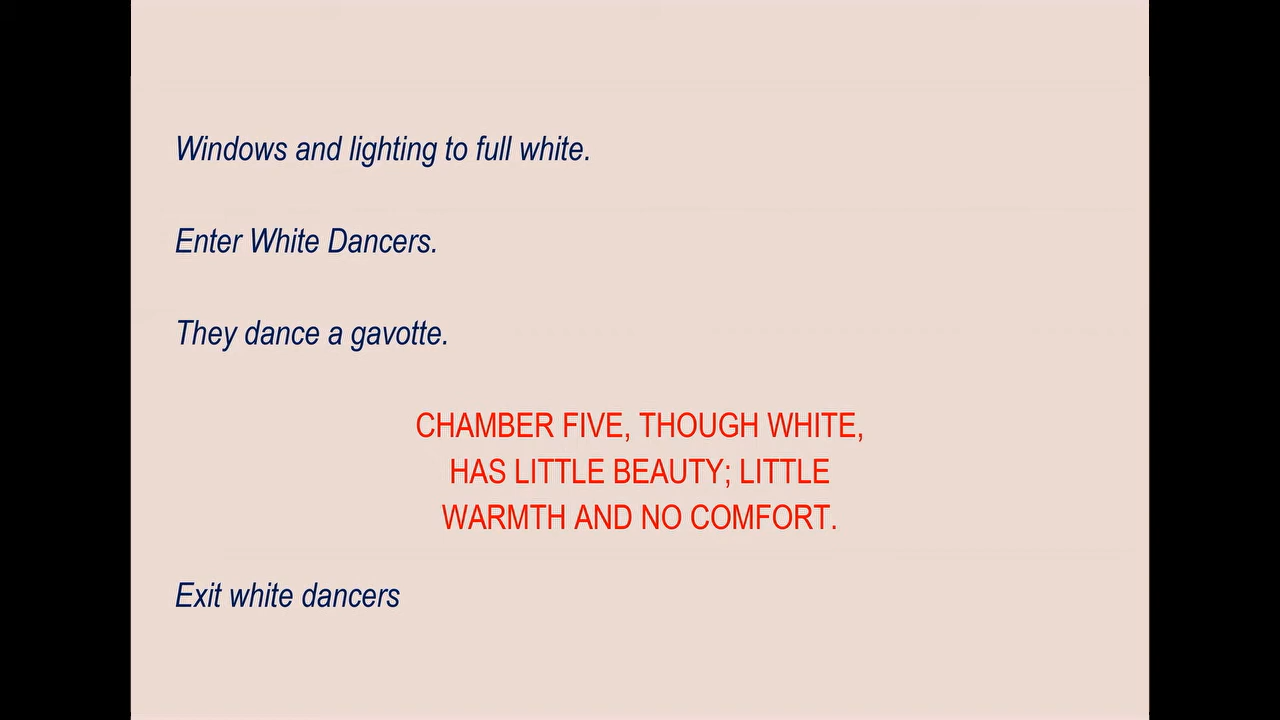 Windows and lighting to full white.
Enter White Dancers.
They dance a gavotte.
CHAMBER FIVE, THOUGH WHITE,
HAS LITTLE BEAUTY; LITTLE
WARMTH AND NO COMFORT.
Exit white dancers